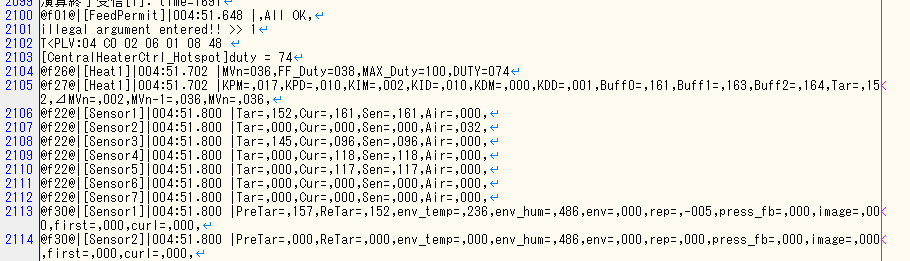 2099 演算終了受信[1]. time=1691
2100 @f01@|[FeedPermit]|004:51.648 |,All OK,↵
2101 illegal argument entered!! >> 1↵
2102 T<PLV:04 C0 02 06 01 08 48 ↵
2103 [CentralHeaterCtrl_Hotspot]duty = 74↵
2104 @f26@|[Heat1]|004:51.702 |MVn=036,FF_Duty=038,MAX_Duty=100,DUTY=074↵
2105 @f27@|[Heat1]|004:51.702 |KPM=,017,KPD=,010,KIM=,002,KID=,010,KDM=,000,KDD=,001,Buff0=,161,Buff1=,163,Buff2=,164,Tar=,15
2,⊿MVn=,002,MVn-1=,036,MVn=,036,↵
2106 @f22@|[Sensor1]|004:51.800 |Tar=,152,Cur=,161,Sen=,161,Air=,000,↵
2107 @f22@|[Sensor2]|004:51.800 |Tar=,000,Cur=,000,Sen=,000,Air=,032,↵
2108 @f22@|[Sensor3]|004:51.800 |Tar=,145,Cur=,096,Sen=,096,Air=,000,↵
2109 @f22@|[Sensor4]|004:51.800 |Tar=,000,Cur=,118,Sen=,118,Air=,000,↵
2110 @f22@|[Sensor5]|004:51.800 |Tar=,000,Cur=,117,Sen=,117,Air=,000,↵
2111 @f22@|[Sensor6]|004:51.800 |Tar=,000,Cur=,000,Sen=,000,Air=,000,↵
2112 @f22@|[Sensor7]|004:51.800 |Tar=,000,Cur=,000,Sen=,000,Air=,000,↵
2113 @f30@|[Sensor1]|004:51.800 |PreTar=,157,ReTar=,152,env_temp=,236,env_hum=,486,env=,000,rep=,-005,press_fb=,000,image=,00
0,first=,000,curl=,000,↵
2114 @f30@|[Sensor2]|004:51.800 |PreTar=,000,ReTar=,000,env_temp=,000,env_hum=,486,env=,000,rep=,000,press_fb=,000,image=,000
,first=,000,curl=,000,↵